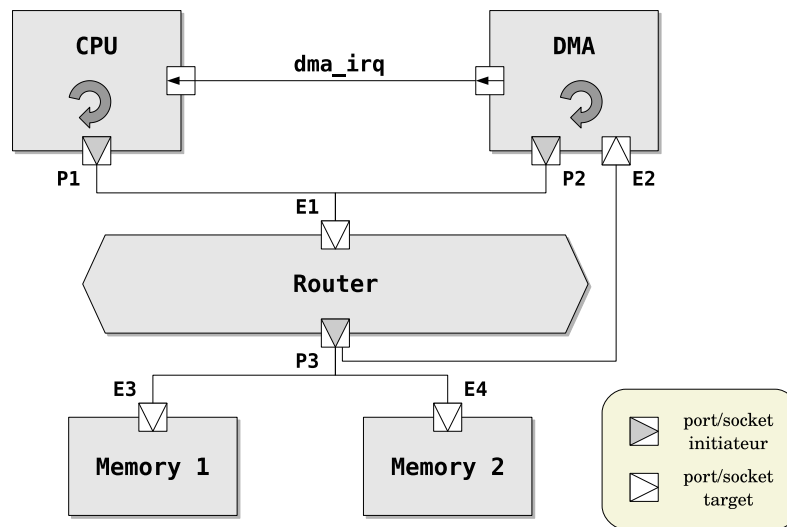 CPU
DMA
dma_irq
P1
P2
E2
E1
Router
P3
E3
E4
Memory 1
Memory 2
port/socket
initiateur
port/socket
target